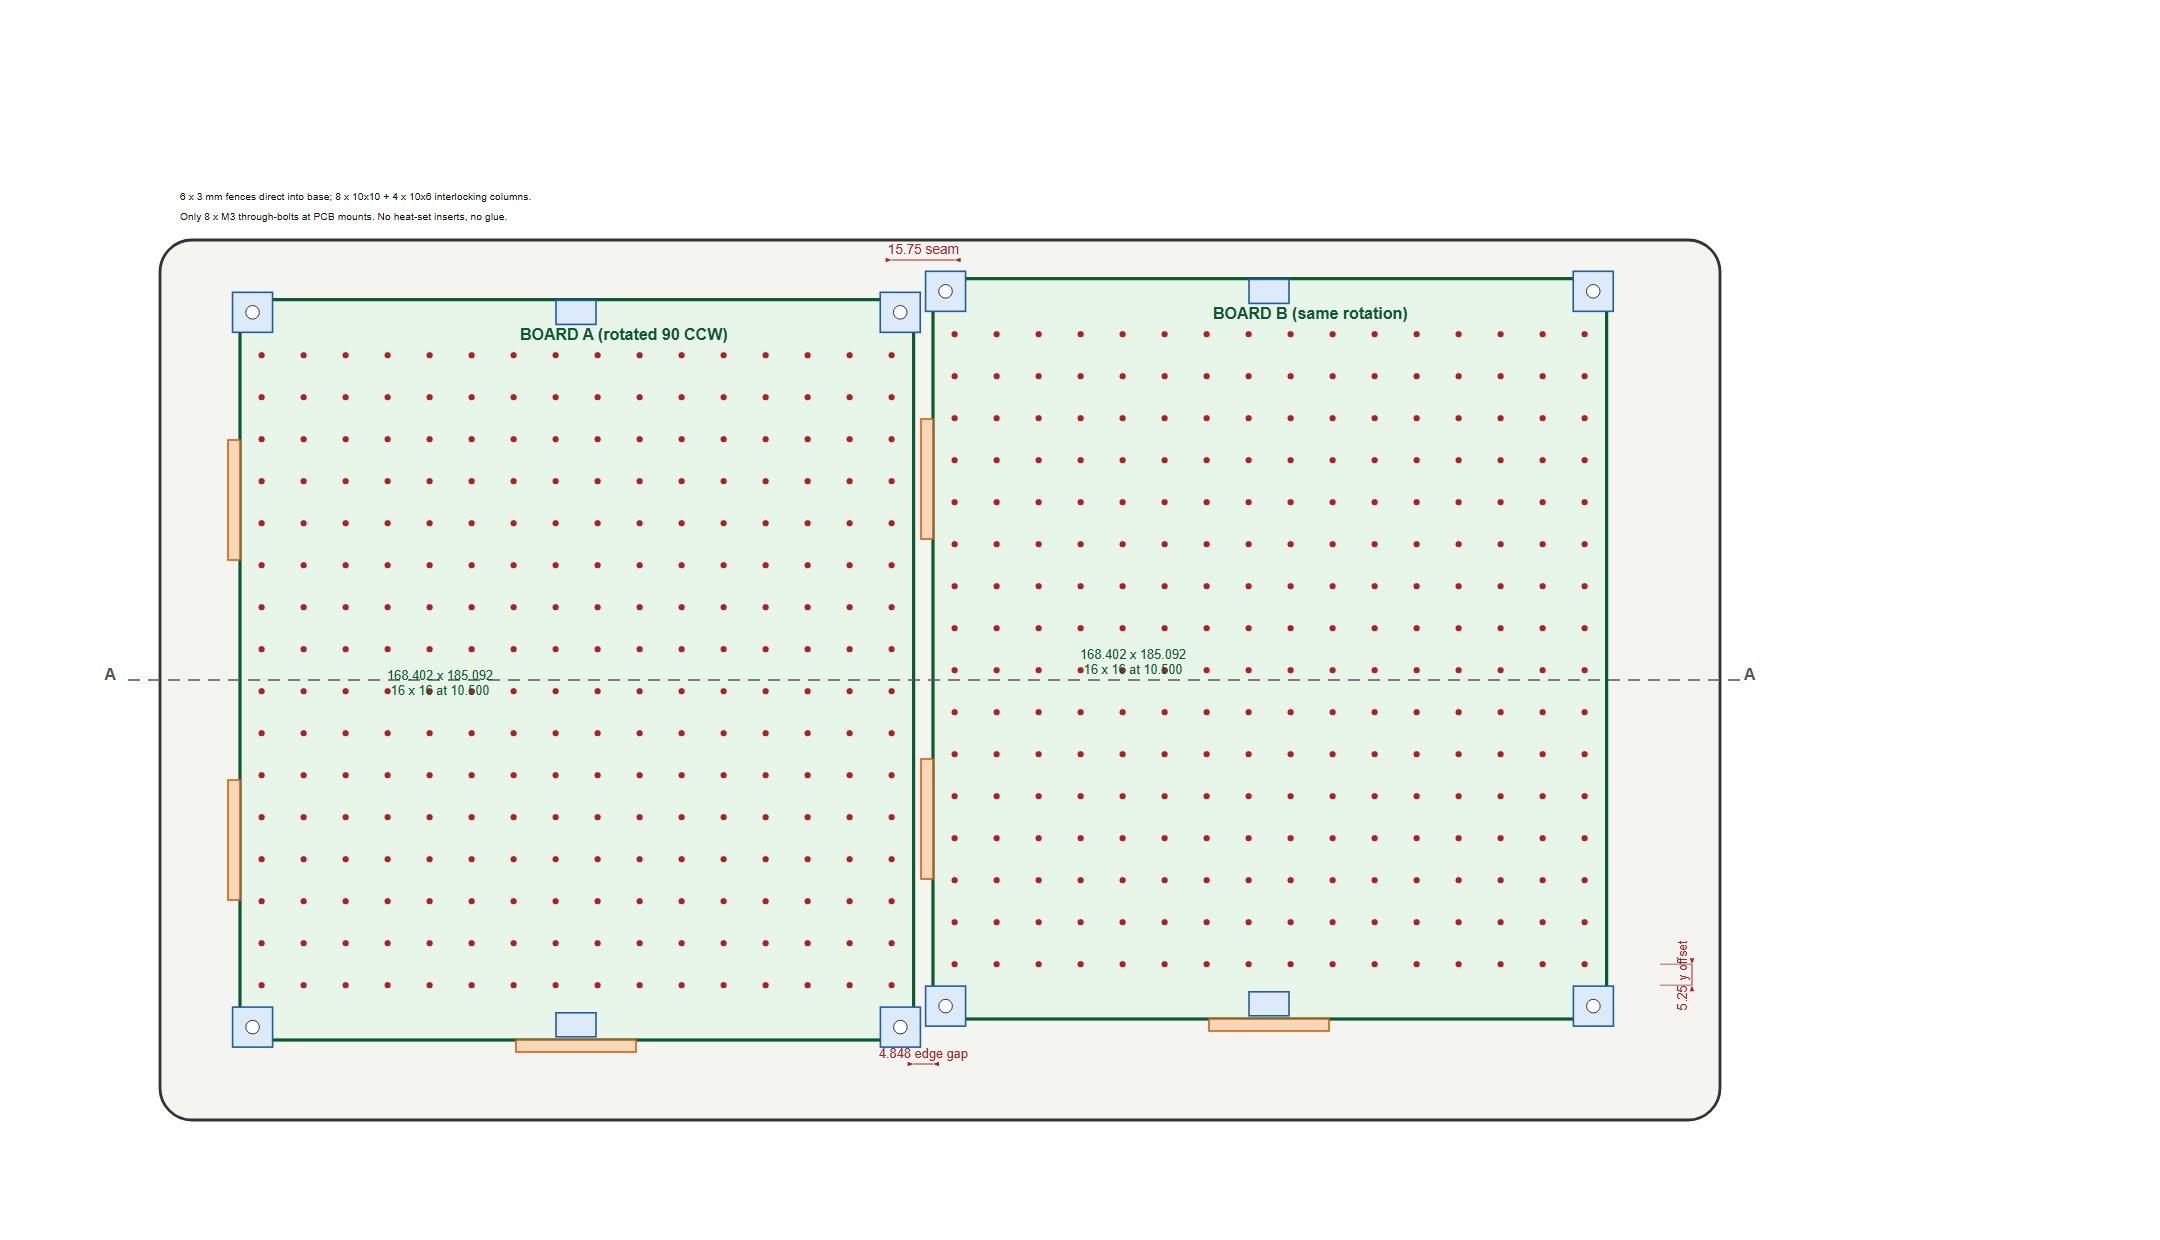 6 x 3 mm fences direct into base; 8 x 10x10 + 4 x 10x6 interlocking columns.
Only 8 x M3 through-bolts at PCB mounts. No heat-set inserts, no glue.
15.75 seam
BOARD A (rotated 90 CCW)
BOARD B (same rotation)
168.402 x 185.092
16 x 16 at 10.500
168.402 x 185.092
16 x 16 at 10.500
A
A
5.25 y offset
4.848 edge gap